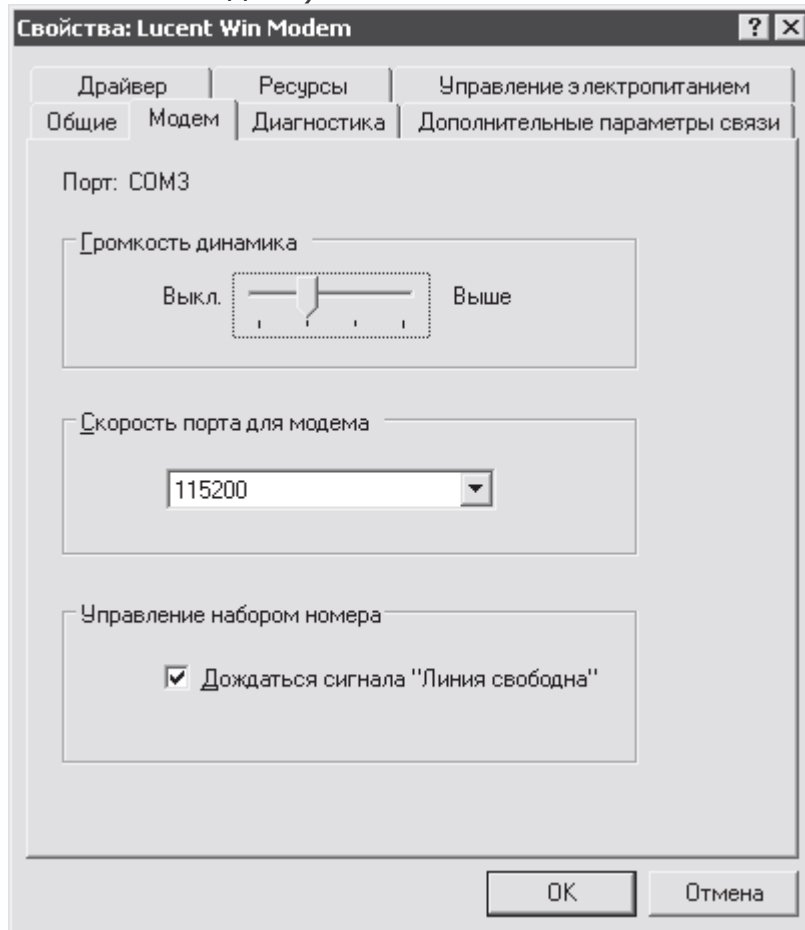 Свойства: Lucent Win Modem
Драйвер Ресурсы Управление электропитанием
Общие Модем Диагностика Дополнительные параметры связи
Порт: COM3
Громкость динамика
Выкл. Выше
Скорость порта для модема
115200
Управление набором номера
Дождаться сигнала "Линия свободна"
OK Отмена